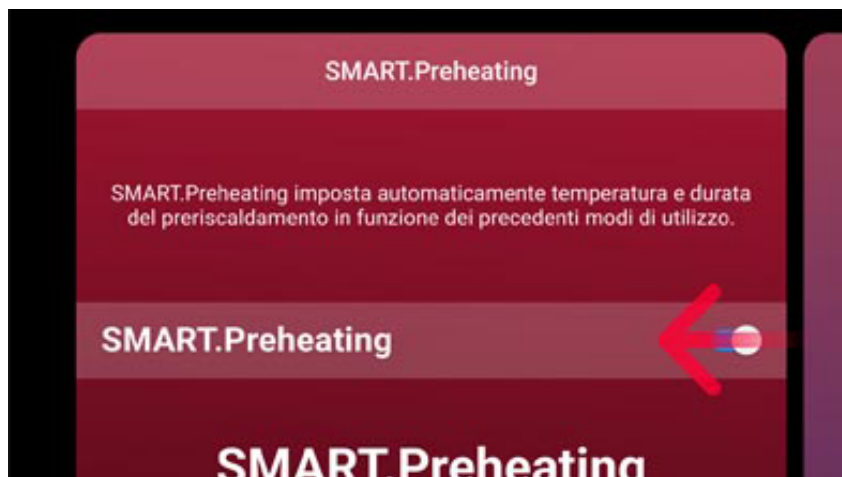 SMART.Preheating
SMART.Preheating imposta automaticamente temperatura e durata
del preriscaldamento in funzione dei precedenti modi di utilizzo.
SMART.Preheating
SMART.Preheating